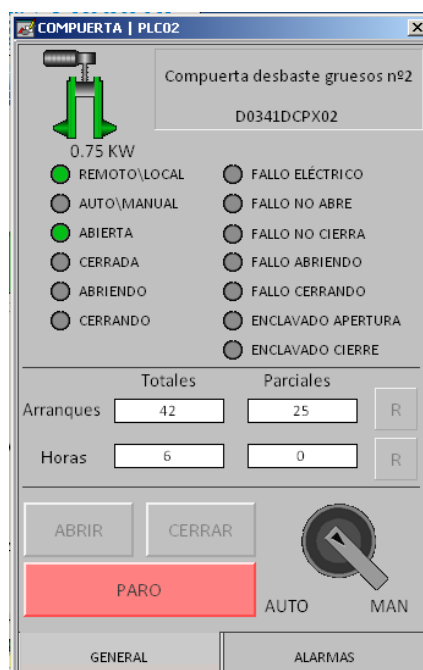 COMPUERTA | PLC02
Compuerta desbaste gruesos nº2
D0341DCPX02
0.75 KW
REMOTO\LOCAL
FALLO ELÉCTRICO
AUTO\MANUAL
FALLO NO ABRE
ABIERTA
FALLO NO CIERRA
CERRADA
FALLO ABRIENDO
ABRIENDO
FALLO CERRANDO
CERRANDO
ENCLAVADO APERTURA
ENCLAVADO CIERRE
Totales Parciales
Arranques 42 25 R
Horas 6 0 R
ABRIR CERRAR
PARO
AUTO MAN
GENERAL ALARMAS